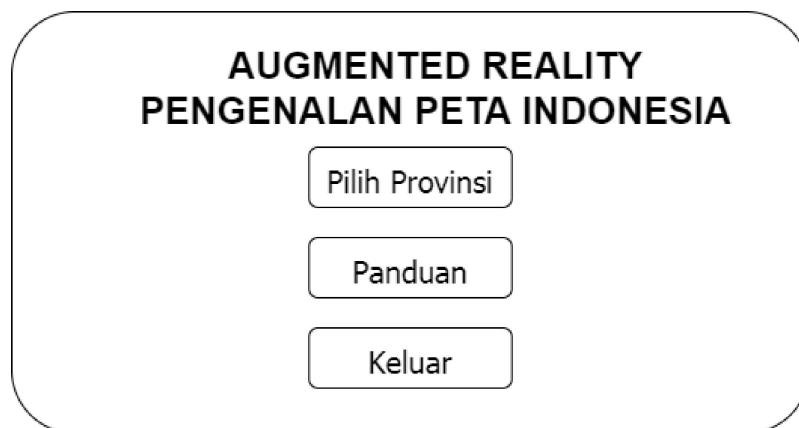 AUGMENTED REALITY
PENGENALAN PETA INDONESIA
Pilih Provinsi
Panduan
Keluar